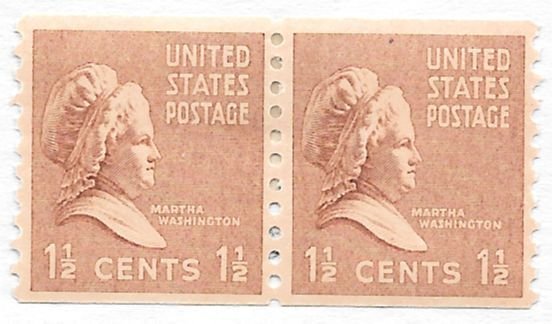 UNITED
STATES
POSTAGE
MARTHA
WASHINGTON
1½ CENTS 1½
UNITED
STATES
POSTAGE
MARTHA
WASHINGTON
1½ CENTS 1½